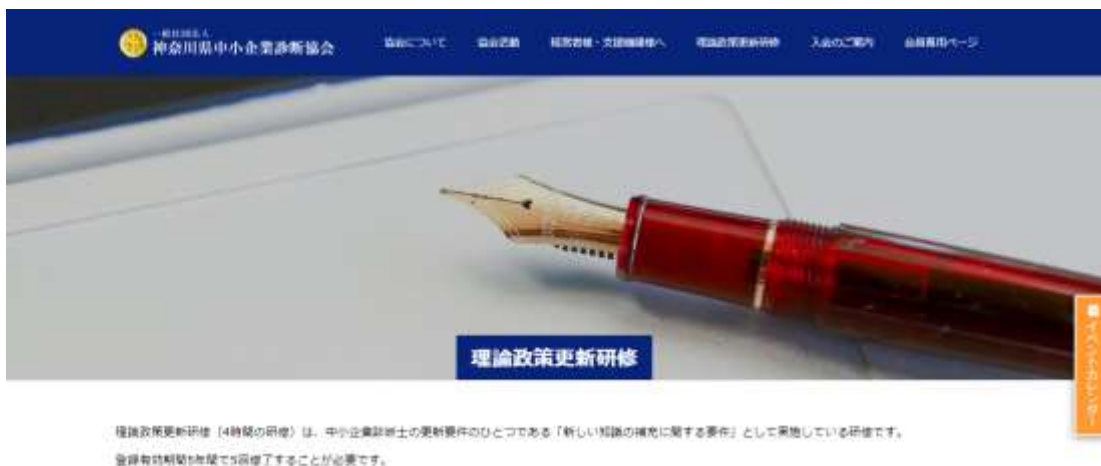 一般社団法人
神奈川県中小企業診断協会
協会について 協会活動 経営者様・支援機関様へ 理論政策更新研修 入会のご案内 会員専用ページ
イベントカレンダー
理論政策更新研修
理論政策更新研修(4時間の研修)は、中小企業診断士の更新要件のひとつである「新しい知識の補充に関する要件」として実施している研修です。
登録有効期間5年間で5回修了することが必要です。